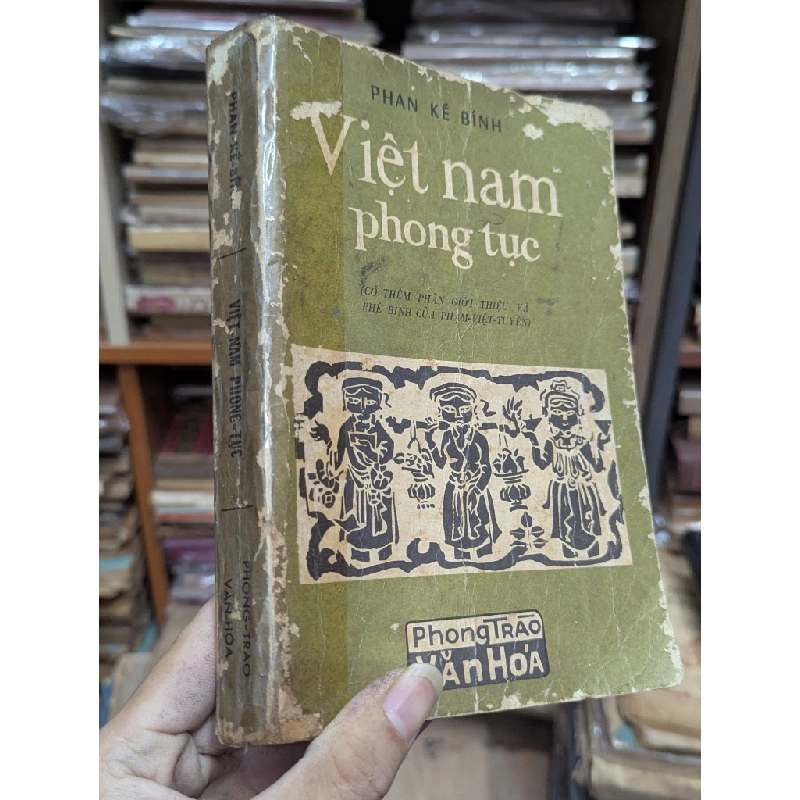 PHAN KẾ BÍNH
Việt nam
phong tục
(CÓ THÊM PHẦN GIỚI THIỆU VÀ
PHÊ BÌNH CỦA PHẠM-VIỆT-TUYỀN)
Phong TRÀO
VĂN HÓA
PHAN-KẾ-BÍ
VIỆT-NAM PHONG-TỤC
PHONG-TRÀO
VĂN-HÓA